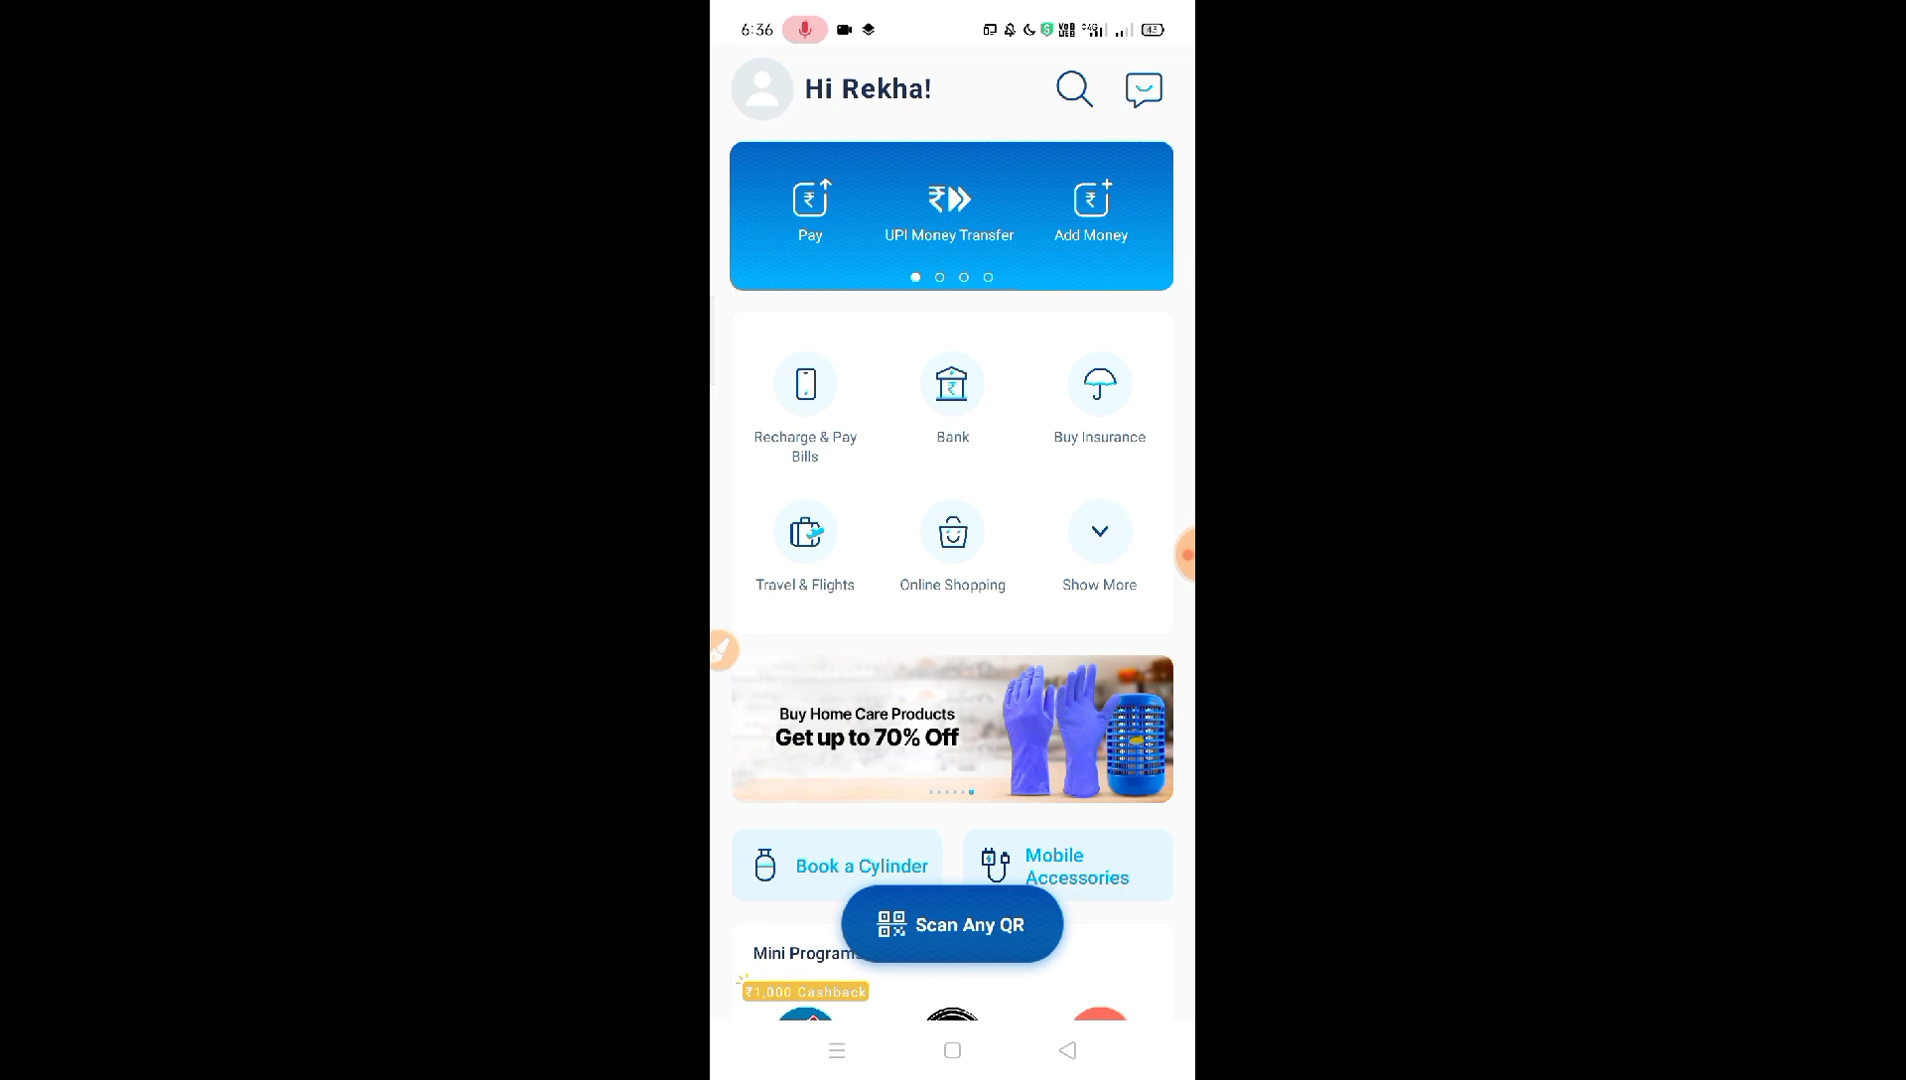 6:36
43
Hi Rekha!
Pay
UPI Money Transfer
Add Money
Recharge & Pay
Bills
Bank
Buy Insurance
Travel & Flights
Online Shopping
Show More
Buy Home Care Products
Get up to 70% Off
Book a Cylinder
Mobile
Accessories
Scan Any QR
Mini Programs
₹1,000 Cashback